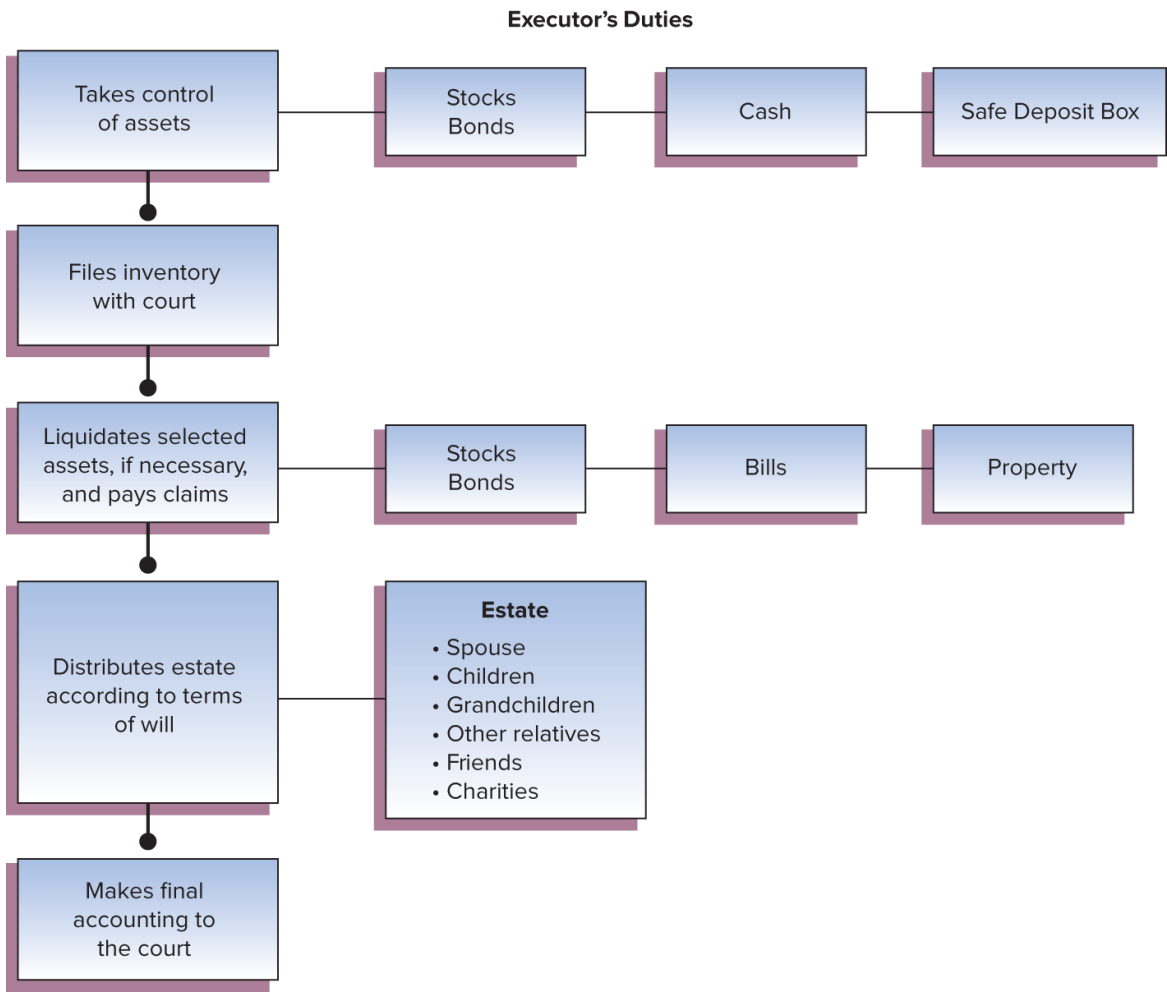 Executor’s Duties
Takes control
of assets
Stocks
Bonds
Cash
Safe Deposit Box
Files inventory
with court
Liquidates selected
assets, if necessary,
and pays claims
Stocks
Bonds
Bills
Property
Distributes estate
according to terms
of will
Estate
• Spouse
• Children
• Grandchildren
• Other relatives
• Friends
• Charities
Makes final
accounting to
the court